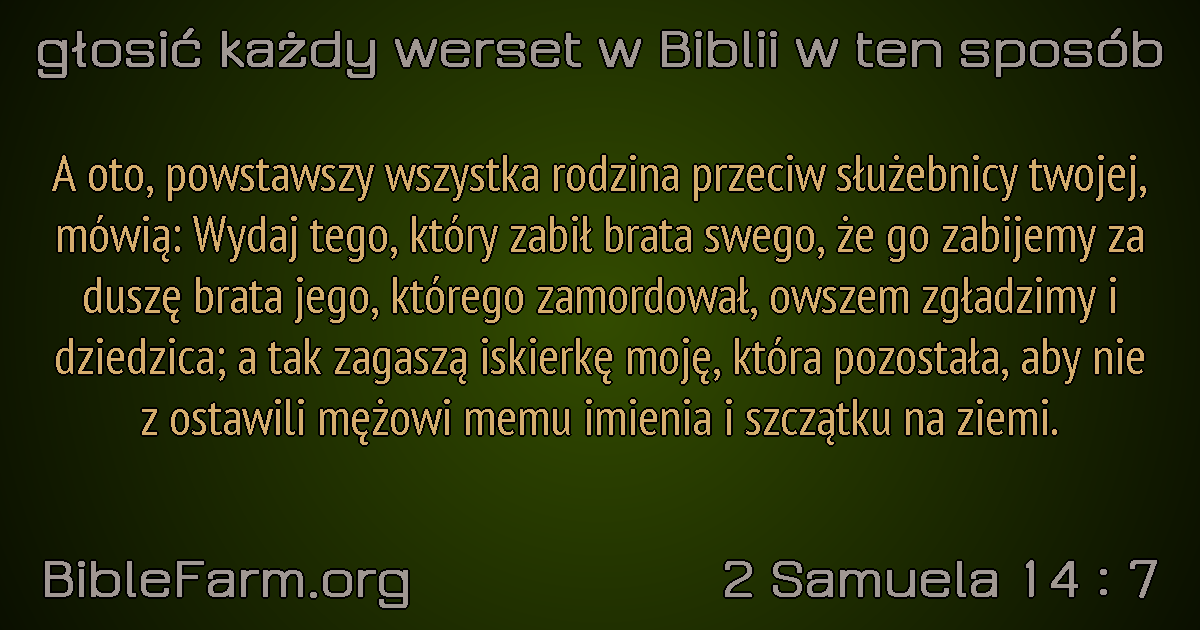 głosić każdy werset w Biblii w ten sposób
A oto, powstawszy wszystka rodzina przeciw służebnicy twojej,
mówią: Wydaj tego, który zabił brata swego, że go zabijemy za
duszę brata jego, którego zamordował, owszem zgładzimy i
dziedzica; a tak zagaszą iskierkę moję, która pozostała, aby nie
z ostawili mężowi memu imienia i szczątku na ziemi.
BibleFarm.org
2 Samuela 14 : 7